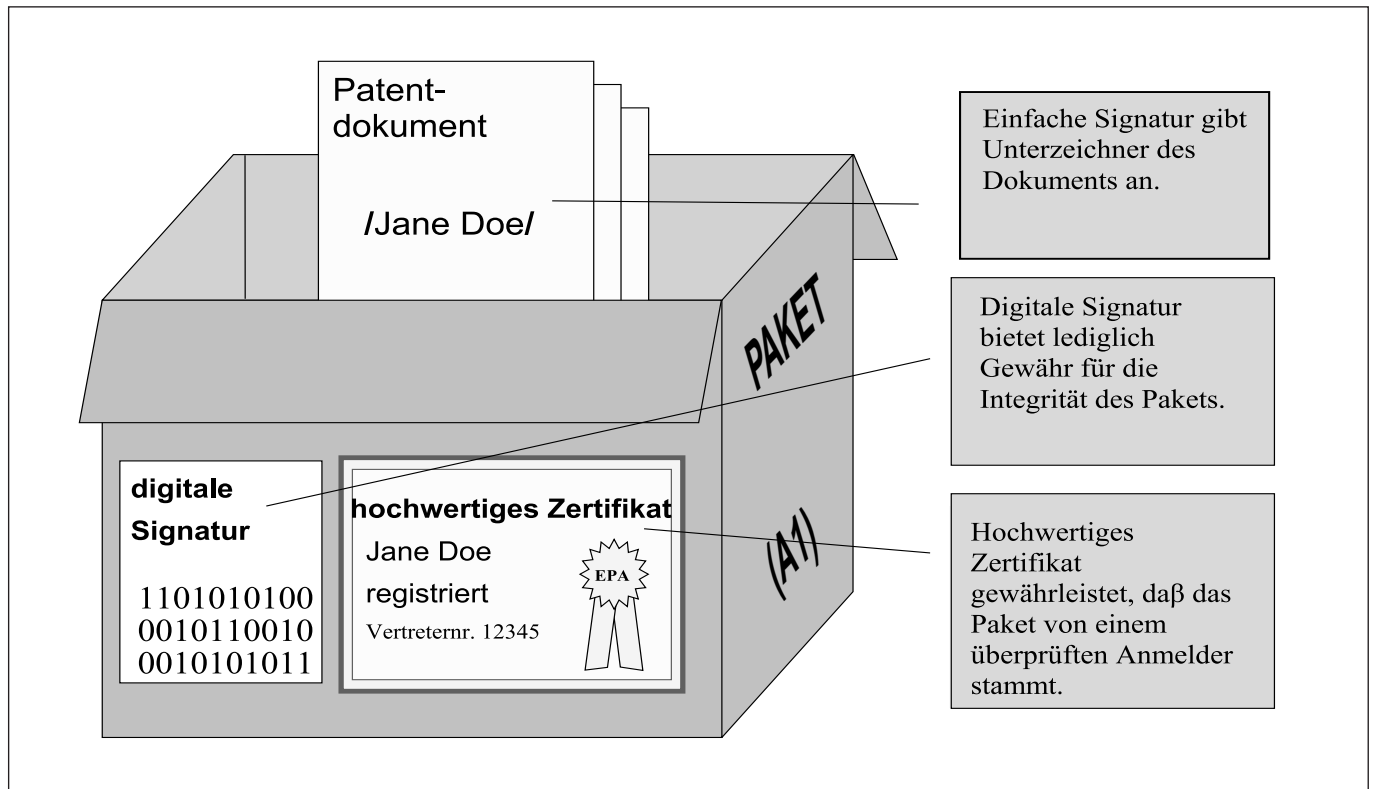 Patent-
dokument
/Jane Doe/
Einfache Signatur gibt
Unterzeichner des
Dokuments an.
PAKET
(A1)
Digitale Signatur
bietet lediglich
Gewähr für die
Integrität des Pakets.
digitale
Signatur
1101010100
0010110010
0010101011
hochwertiges Zertifikat
Jane Doe
registriert
Vertreternr. 12345
EPA
Hochwertiges
Zertifikat
gewährleistet, daβ das
Paket von einem
überprüften Anmelder
stammt.